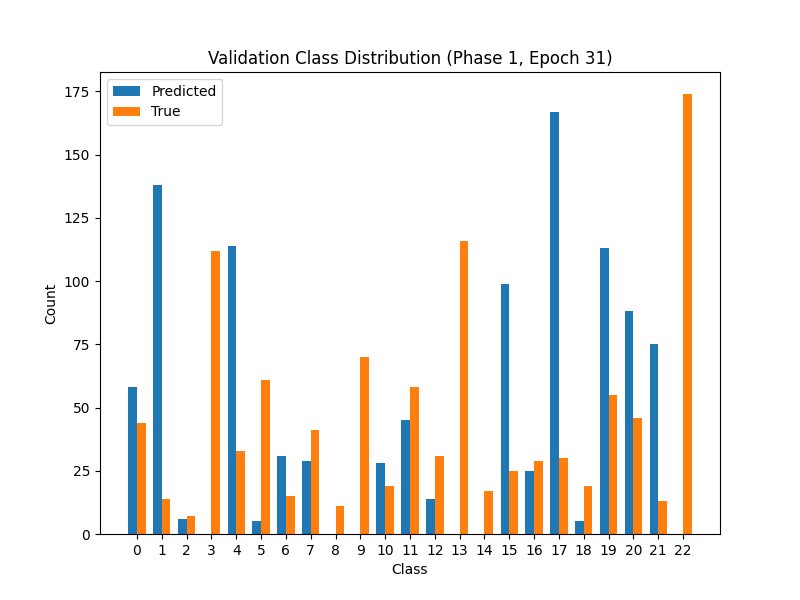 Validation Class Distribution (Phase 1, Epoch 31)
Predicted
True
175
150
125
100
75
50
25
0
Count
0 1 2 3 4 5 6 7 8 9 10 11 12 13 14 15 16 17 18 19 20 21 22
Class